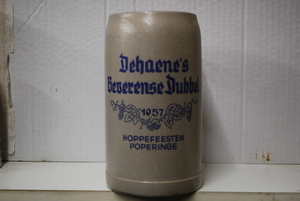 Dehaene's
Beverense Dubbel
1957
HOPPEFEESTEN
POPERINGE